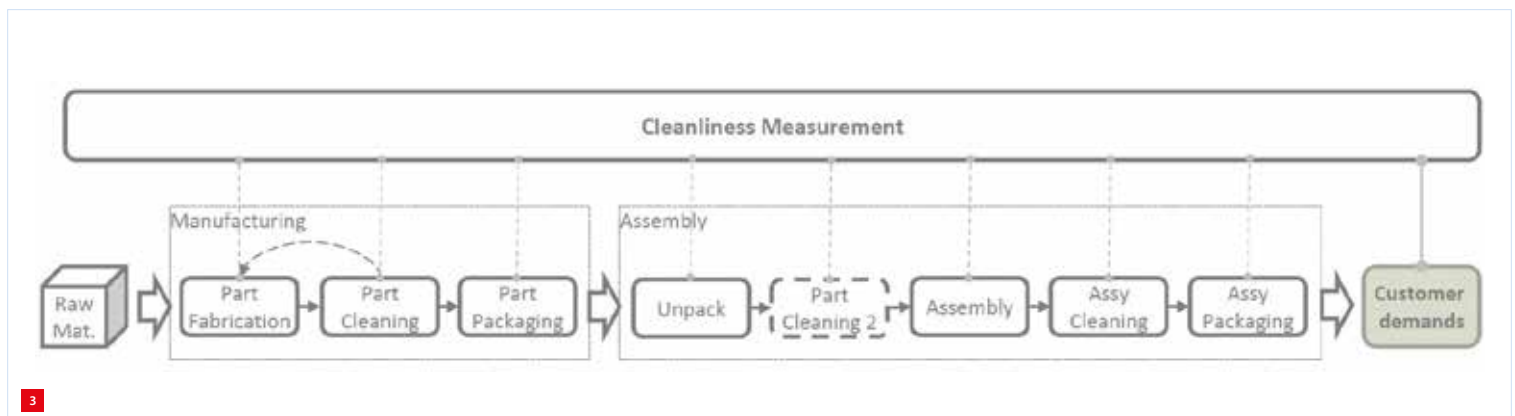 Cleanliness Measurement
Manufacturing
Assembly
Raw
Mat.
Part
Fabrication
Part
Cleaning
Part
Packaging
Unpack
Part
Cleaning 2
Assembly
Assy
Cleaning
Assy
Packaging
Customer
demands
3